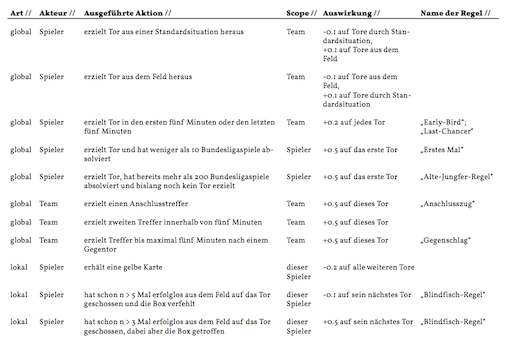 Art // Akteur // Ausgeführte Aktion // Scope // Auswirkung // Name der Regel //
global Spieler erzielt Tor aus einer Standardsituation heraus Team -0.1 auf Tore durch Stan-
dardsituation,
+0.1 auf Tore aus dem
Feld
global Spieler erzielt Tor aus dem Feld heraus Team -0.1 auf Tore aus dem
Feld,
+0.1 auf Tore durch Stan-
dardsituation
global Spieler erzielt Tor in den ersten fünf Minuten oder den letzten Team +0.2 auf jedes Tor „Early-Bird“;
fünf Minuten „Last-Chancer“
global Spieler erzielt Tor und hat weniger als 10 Bundesligaspiele ab- Spieler +0.5 auf das erste Tor „Erstes Mal“
solviert
global Spieler erzielt Tor, hat bereits mehr als 200 Bundesligaspiele Spieler +0.5 auf das erste Tor „Alte-Jungfer-Regel“
absolviert und bislang noch kein Tor erzielt
global Team erzielt einen Anschlusstreffer Team +0.5 auf dieses Tor „Anschlusszug“
global Team erzielt zweiten Treffer innerhalb von fünf Minuten Team +0.5 auf dieses Tor
global Team erzielt Treffer bis maximal fünf Minuten nach einem Team +0.5 auf dieses Tor „Gegenschlag“
Gegentor
lokal Spieler erhält eine gelbe Karte dieser -0.2 auf alle weiteren Tore
Spieler
lokal Spieler hat schon n > 5 Mal erfolglos aus dem Feld auf das Tor dieser -0.1 auf sein nächstes Tor „Blindfisch-Regel“
geschossen und die Box verfehlt Spieler
lokal Spieler hat schon n > 3 Mal erfolglos aus dem Feld auf das Tor dieser +0.5 auf sein nächstes Tor „Blindfisch-Regel“
geschossen, dabei aber die Box getroffen Spieler